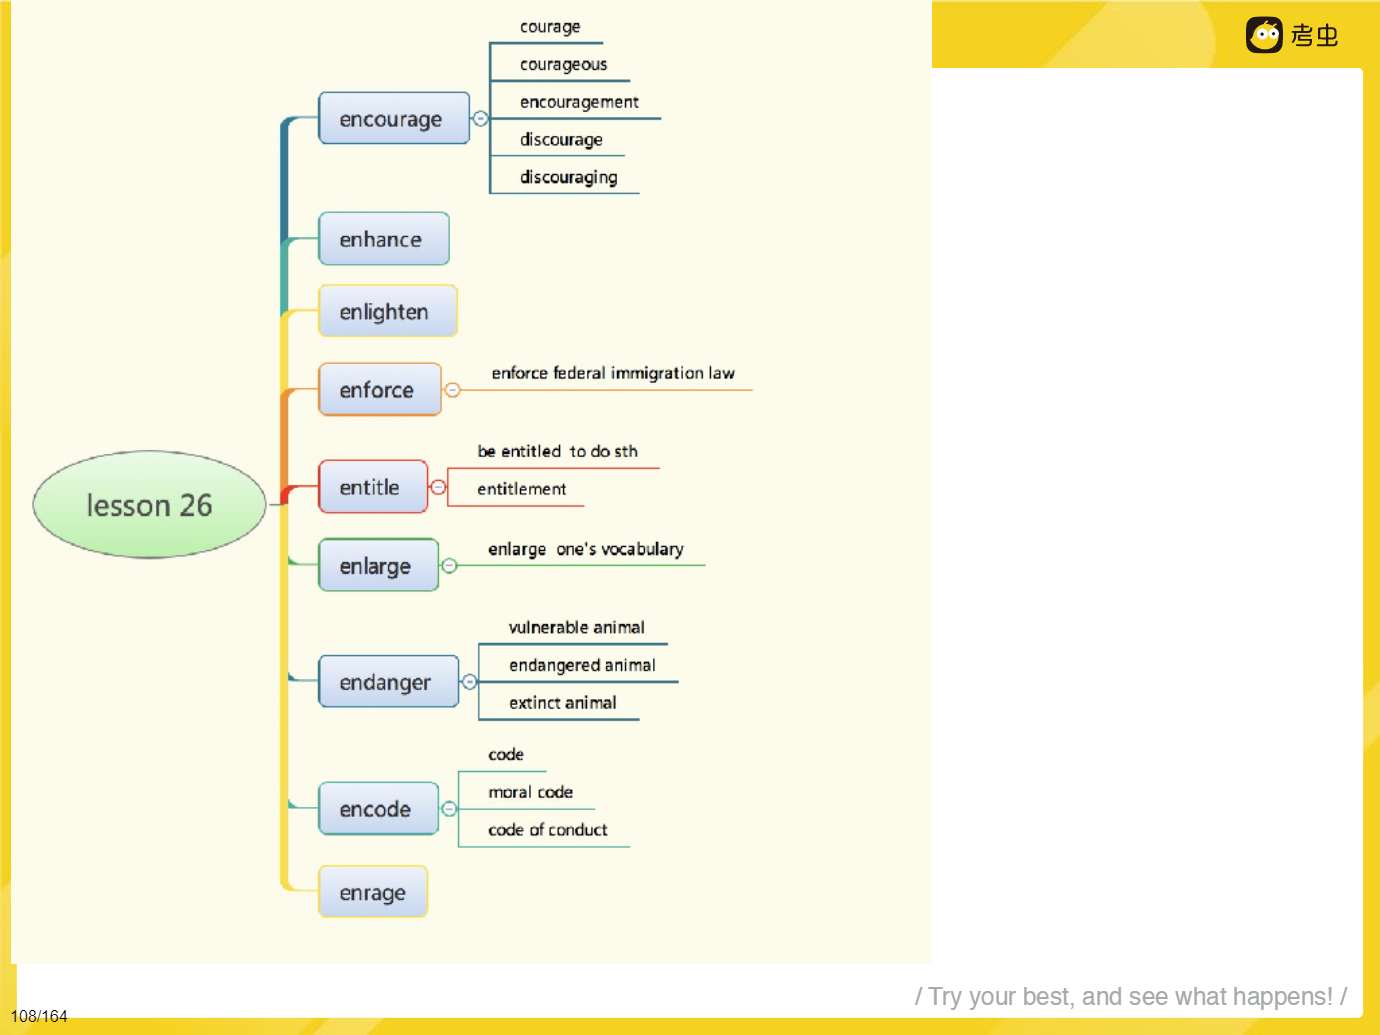 考虫
lesson 26
encourage
courage
courageous
encouragement
discourage
discouraging
enhance
enlighten
enforce
enforce federal immigration law
entitle
be entitled  to do sth
entitlement
enlarge
enlarge  one's vocabulary
endanger
vulnerable animal
endangered animal
extinct animal
encode
code
moral code
code of conduct
enrage
/ Try your best, and see what happens! /
108/164